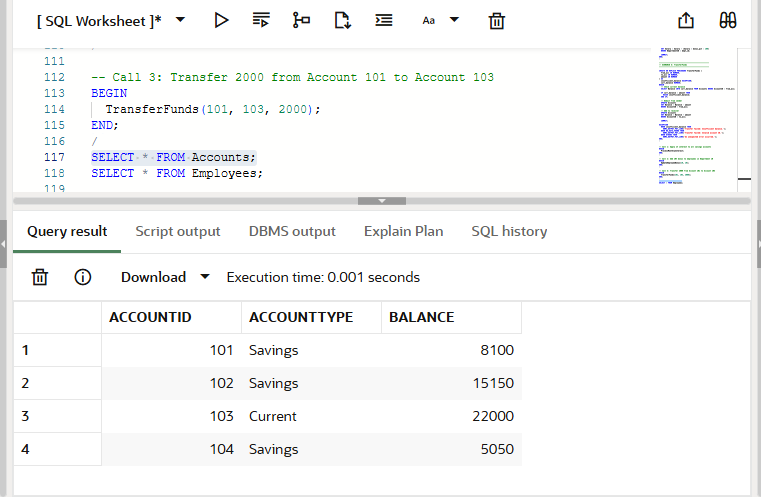 [ SQL Worksheet ]*
Aa
111
112 -- Call 3: Transfer 2000 from Account 101 to Account 103
113 BEGIN
114 TransferFunds(101, 103, 2000);
115 END;
116 /
117 SELECT * FROM Accounts;
118 SELECT * FROM Employees;
119
Query result Script output DBMS output Explain Plan SQL history
Download Execution time: 0.001 seconds
ACCOUNTID ACCOUNTTYPE BALANCE
1 101 Savings 8100
2 102 Savings 15150
3 103 Current 22000
4 104 Savings 5050